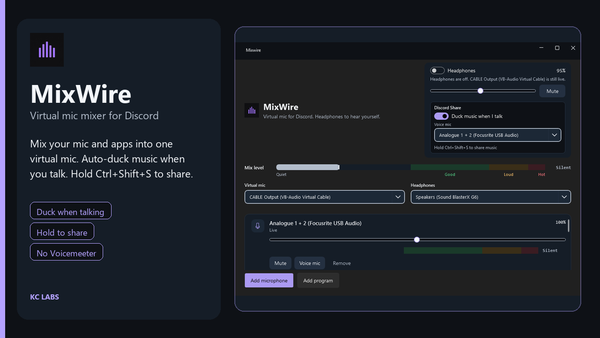 MixWire
Virtual mic mixer for Discord
Mix your mic and apps into one
virtual mic. Auto-duck music when
you talk. Hold Ctrl+Shift+S to share.
Duck when talking
Hold to share
No Voicemeeter
KC LABS
Mixwire
Headphones 95%
Headphones are off. CABLE Output (VB-Audio Virtual Cable) is still live.
Mute
MixWire
Virtual mic for Discord. Headphones to hear yourself.
Discord Share
Duck music when I talk
Voice mic
Analogue 1 + 2 (Focusrite USB Audio)
Hold Ctrl+Shift+S to share music
Mix level Silent
Quiet Good Loud Hot
Virtual mic Headphones
CABLE Output (VB-Audio Virtual Cable) Speakers (Sound BlasterX G6)
Analogue 1 + 2 (Focusrite USB Audio) 100%
Live
Silent
Mute Voice mic Remove
Add microphone Add program